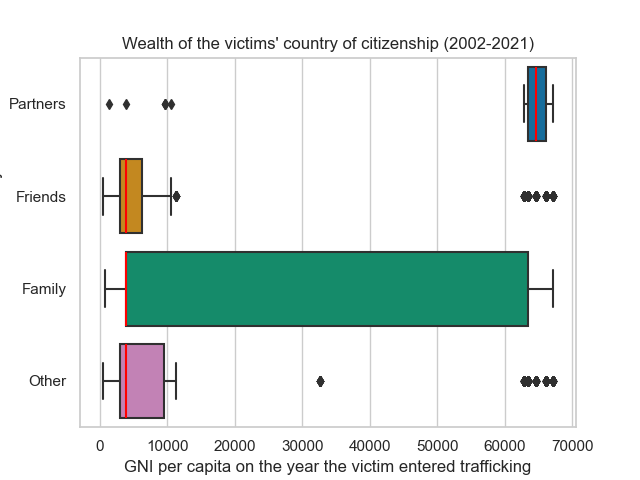 Wealth of the victims' country of citizenship (2002-2021)
Partners
Friends
Family
Other
0 10000 20000 30000 40000 50000 60000 70000
GNI per capita on the year the victim entered trafficking